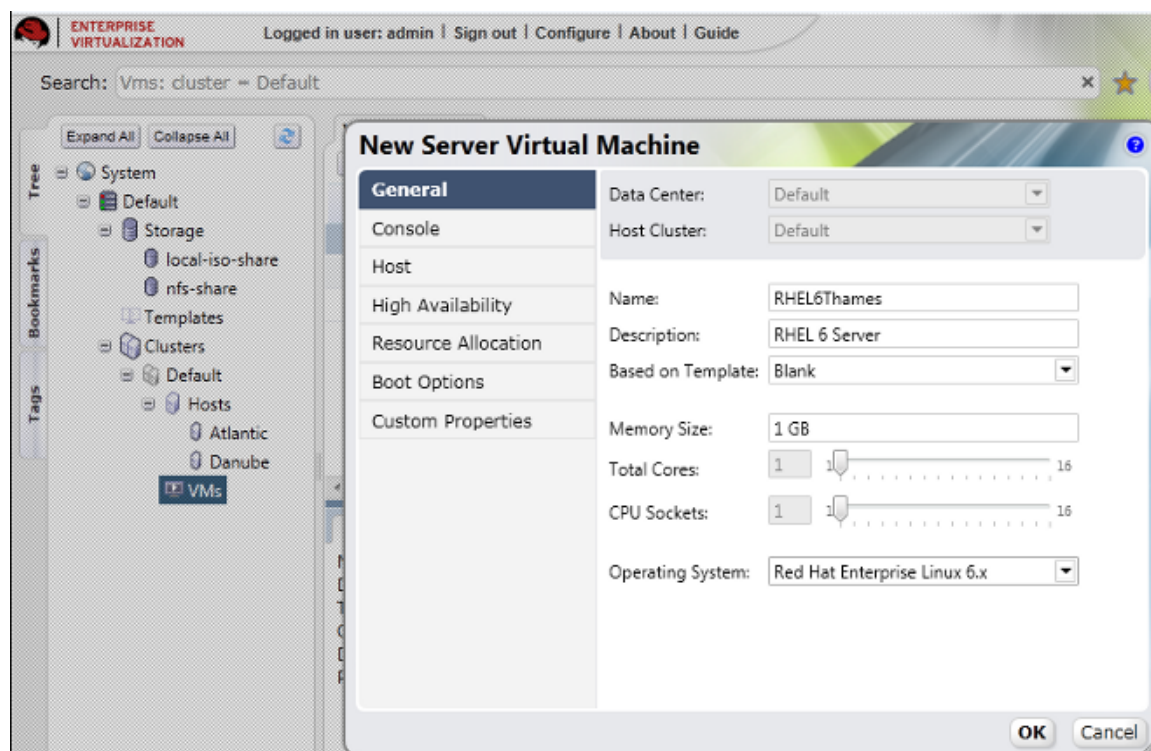 ENTERPRISE
VIRTUALIZATION
Logged in user: admin | Sign out | Configure | About | Guide
Search: Vms: cluster = Default
Expand All Collapse All
Tree
Bookmarks
Tags
System
Default
Storage
local-iso-share
nfs-share
Templates
Clusters
Default
Hosts
Atlantic
Danube
VMs
New Server Virtual Machine
General
Console
Host
High Availability
Resource Allocation
Boot Options
Custom Properties
Data Center: Default
Host Cluster: Default
Name: RHEL6Thames
Description: RHEL 6 Server
Based on Template: Blank
Memory Size: 1 GB
Total Cores: 1 1 16
CPU Sockets: 1 1 16
Operating System: Red Hat Enterprise Linux 6.x
OK Cancel